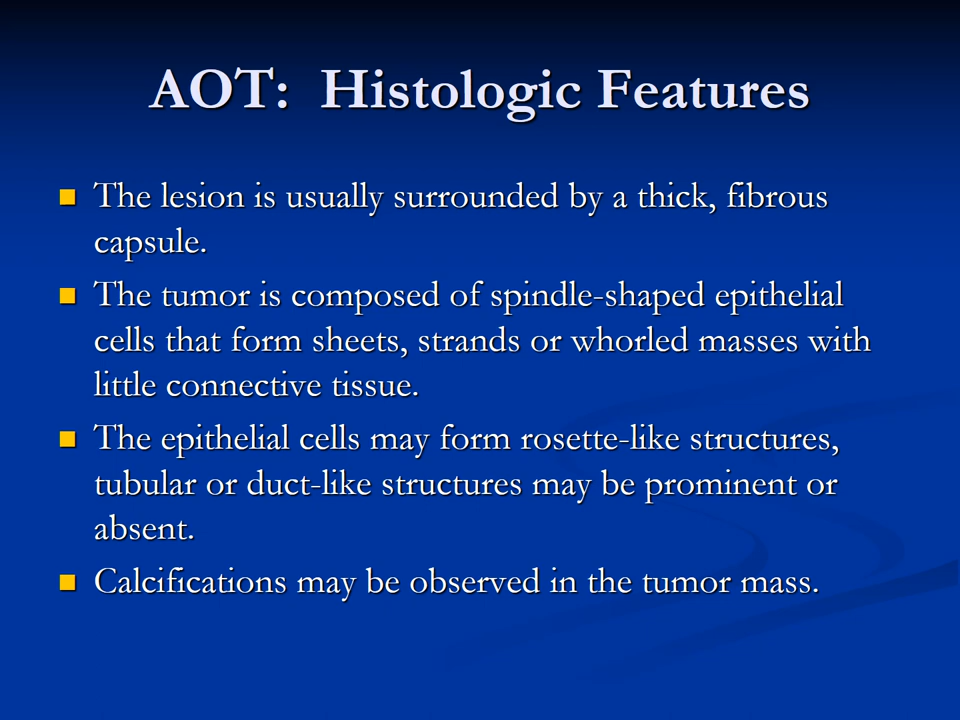 AOT: Histologic Features
The lesion is usually surrounded by a thick, fibrous
capsule.
The tumor is composed of spindle-shaped epithelial
cells that form sheets, strands or whorled masses with
little connective tissue.
The epithelial cells may form rosette-like structures,
tubular or duct-like structures may be prominent or
absent.
Calcifications may be observed in the tumor mass.